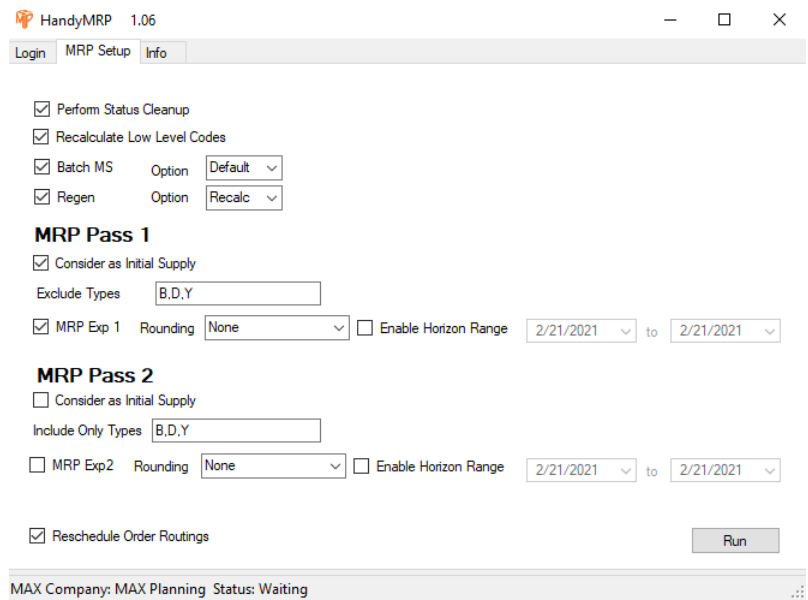 HandyMRP 1.06
Login MRP Setup Info
Perform Status Cleanup
Recalculate Low Level Codes
Batch MS Option Default
Regen Option Recalc
MRP Pass 1
Consider as Initial Supply
Exclude Types B,D,Y
MRP Exp 1 Rounding None Enable Horizon Range 2/21/2021 to 2/21/2021
MRP Pass 2
Consider as Initial Supply
Include Only Types B,D,Y
MRP Exp2 Rounding None Enable Horizon Range 2/21/2021 to 2/21/2021
Reschedule Order Routings Run
MAX Company: MAX Planning Status: Waiting